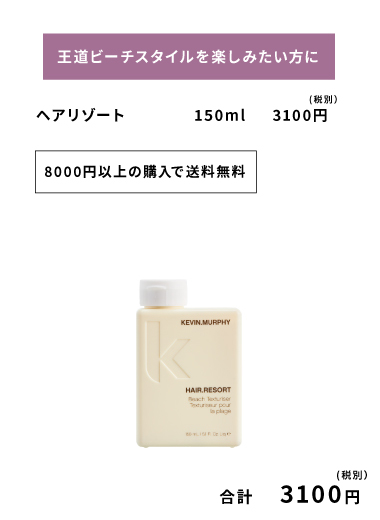 王道ビーチスタイルを楽しみたい方に
(税別)
ヘアリゾート 150ml 3100円
8000円以上の購入で送料無料
KEVIN.MURPHY
HAIR.RESORT
Beach Texturiser
Texturiseur pour
la plage
(税別)
合計 3100円